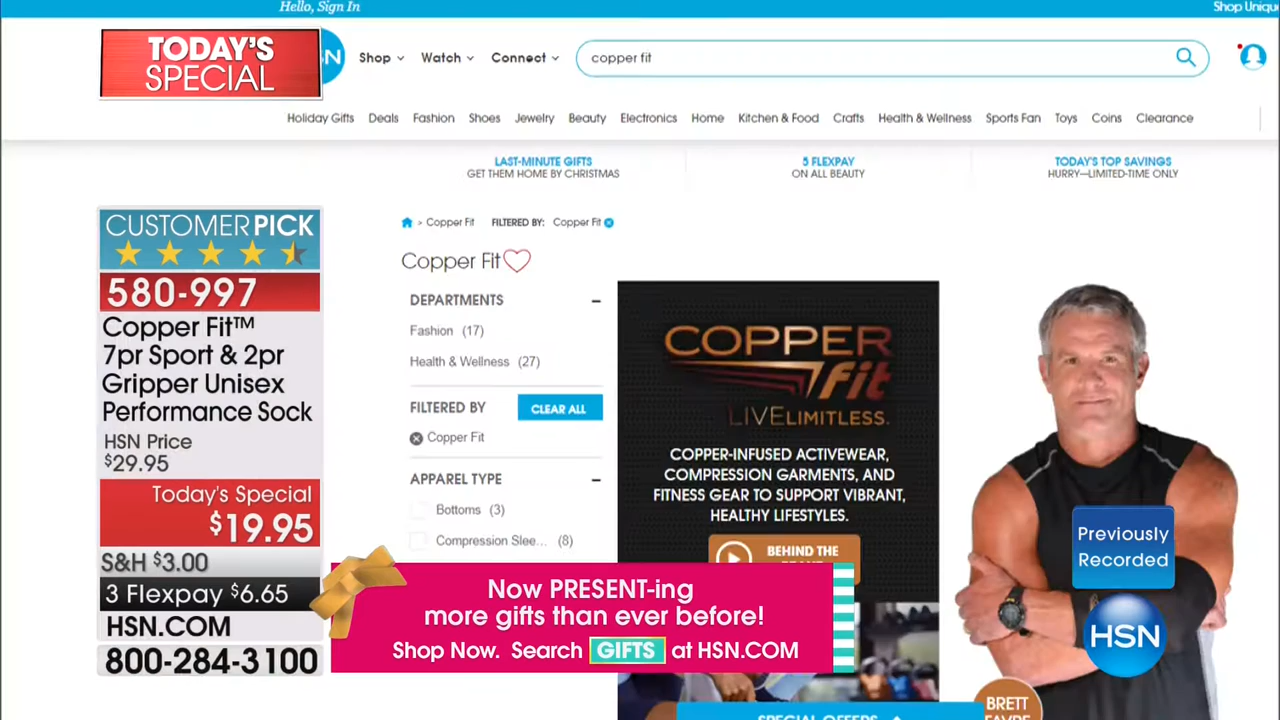 Hello, Sign In
Shop Unique
TODAY'S
SPECIAL
Shop
Watch
Connect
copper fit
Holiday Gifts
Deals
Fashion
Shoes
Jewelry
Beauty
Electronics
Home
Kitchen & Food
Crafts
Health & Wellness
Sports Fan
Toys
Coins
Clearance
LAST-MINUTE GIFTS
GET THEM HOME BY CHRISTMAS
5 FLEXPAY
ON ALL BEAUTY
TODAY'S TOP SAVINGS
HURRY—LIMITED-TIME ONLY
CUSTOMER PICK
580-997
Copper Fit™
7pr Sport & 2pr
Gripper Unisex
Performance Sock
HSN Price
$29.95
Today's Special
$19.95
S&H $3.00
3 Flexpay $6.65
HSN.COM
800-284-3100
> Copper Fit FILTERED BY: Copper Fit
Copper Fit
DEPARTMENTS
Fashion (17)
Health & Wellness (27)
FILTERED BY
CLEAR ALL
Copper Fit
APPAREL TYPE
Bottoms (3)
Compression Slee... (8)
COPPER
fit
LIVELIMITLESS.
COPPER-INFUSED ACTIVEWEAR,
COMPRESSION GARMENTS, AND
FITNESS GEAR TO SUPPORT VIBRANT,
HEALTHY LIFESTYLES.
BEHIND THE
Now PRESENT-ing
more gifts than ever before!
Shop Now. Search GIFTS at HSN.COM
Previously
Recorded
HSN
BRETT
FAVRE
SPECIAL OFFERS